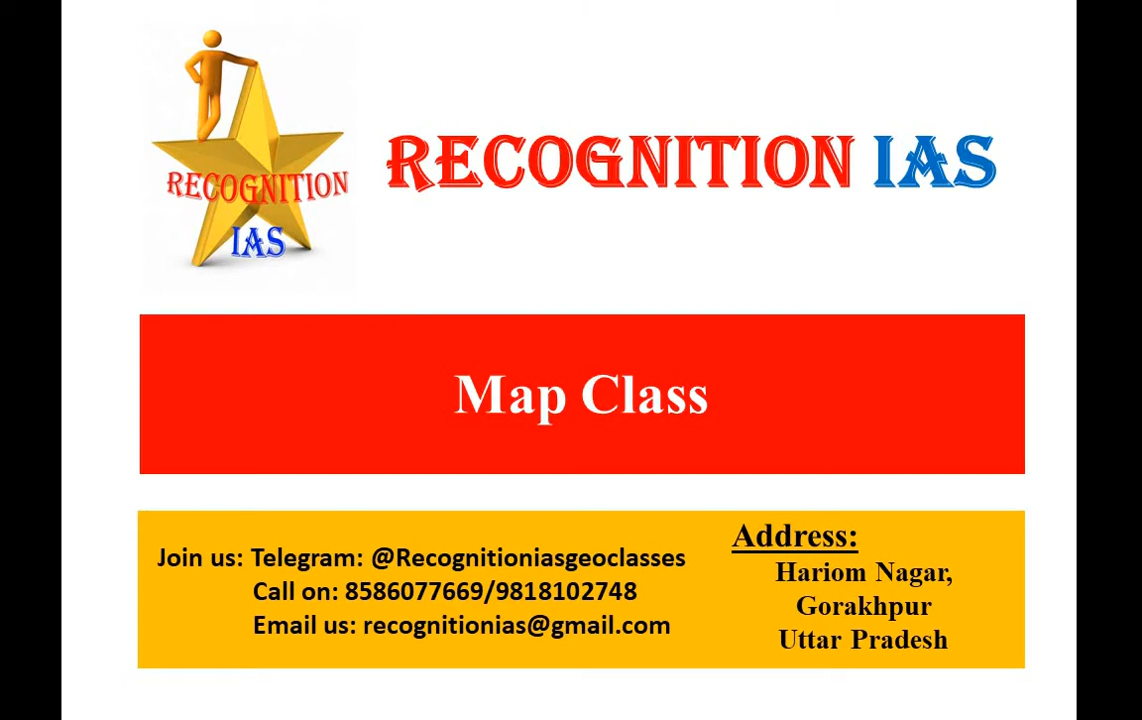 RECOGNITION
IAS
RECOGNITION IAS
Map Class
Join us: Telegram: @Recognitioniasgeoclasses
Call on: 8586077669/9818102748
Email us: recognitionias@gmail.com
Address:
Hariom Nagar,
Gorakhpur
Uttar Pradesh